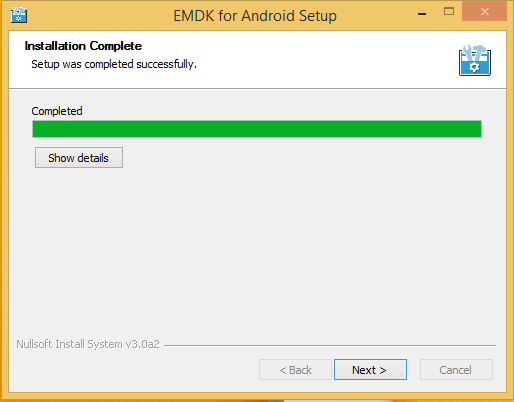 EMDK for Android Setup
Installation Complete
Setup was completed successfully.
Completed
Show details
Nullsoft Install System v3.0a2
< Back
Next >
Cancel